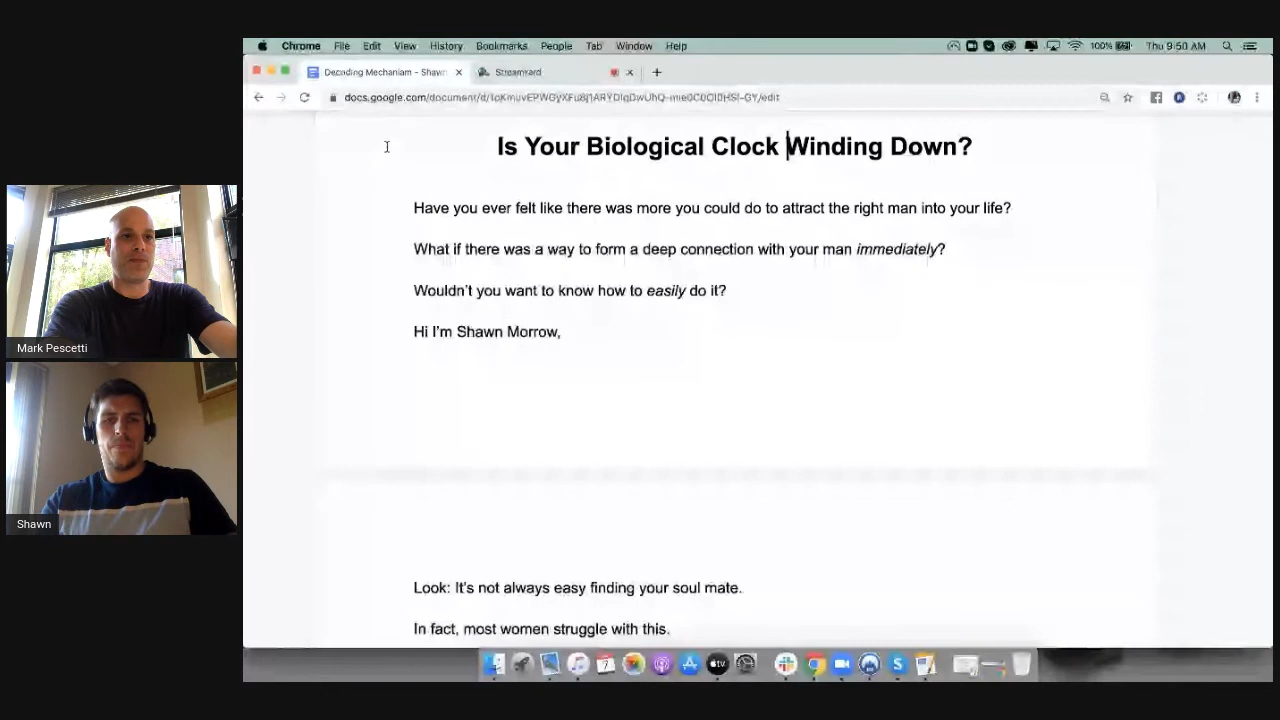 Chrome File Edit View History Bookmarks People Tab Window Help
100% Thu 9:50 AM
Decoding Mechanism - Shawn
Streamyard
Is Your Biological Clock Winding Down?
Have you ever felt like there was more you could do to attract the right man into your life?
What if there was a way to form a deep connection with your man immediately?
Wouldn't you want to know how to easily do it?
Hi I'm Shawn Morrow,
Look: It's not always easy finding your soul mate.
In fact, most women struggle with this.
Mark Pescetti
Shawn
tv